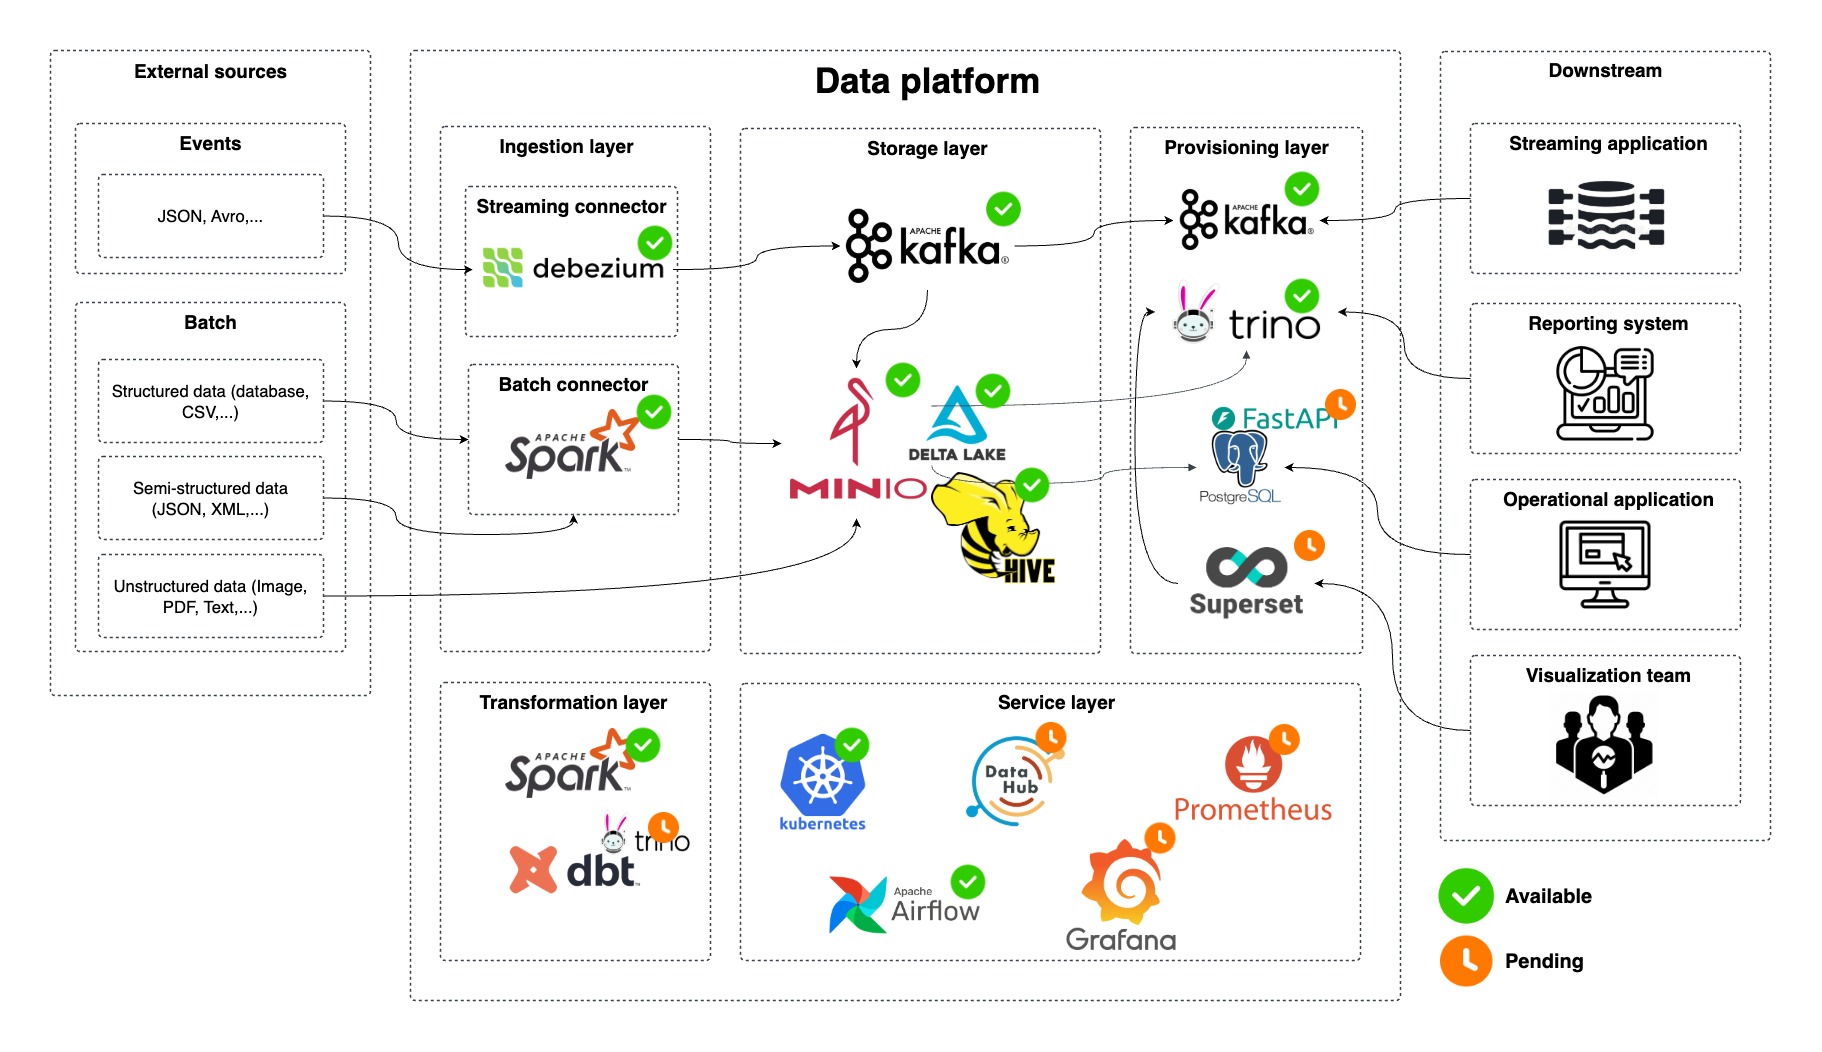 External sources
Events
JSON, Avro,...
Batch
Structured data (database,
CSV,...)
Semi-structured data
(JSON, XML,...)
Unstructured data (Image,
PDF, Text,...)
Data platform
Ingestion layer
Streaming connector
debezium
Batch connector
APACHE
Spark™
Storage layer
APACHE
kafka®
MINIO
DELTA LAKE
HIVE
Provisioning layer
APACHE
kafka®
trino
FastAPI
PostgreSQL
Superset
Transformation layer
APACHE
Spark™
trino
dbt™
Service layer
kubernetes
Data
Hub
Prometheus
Apache
Airflow
Grafana
Downstream
Streaming application
Reporting system
Operational application
Visualization team
Available
Pending